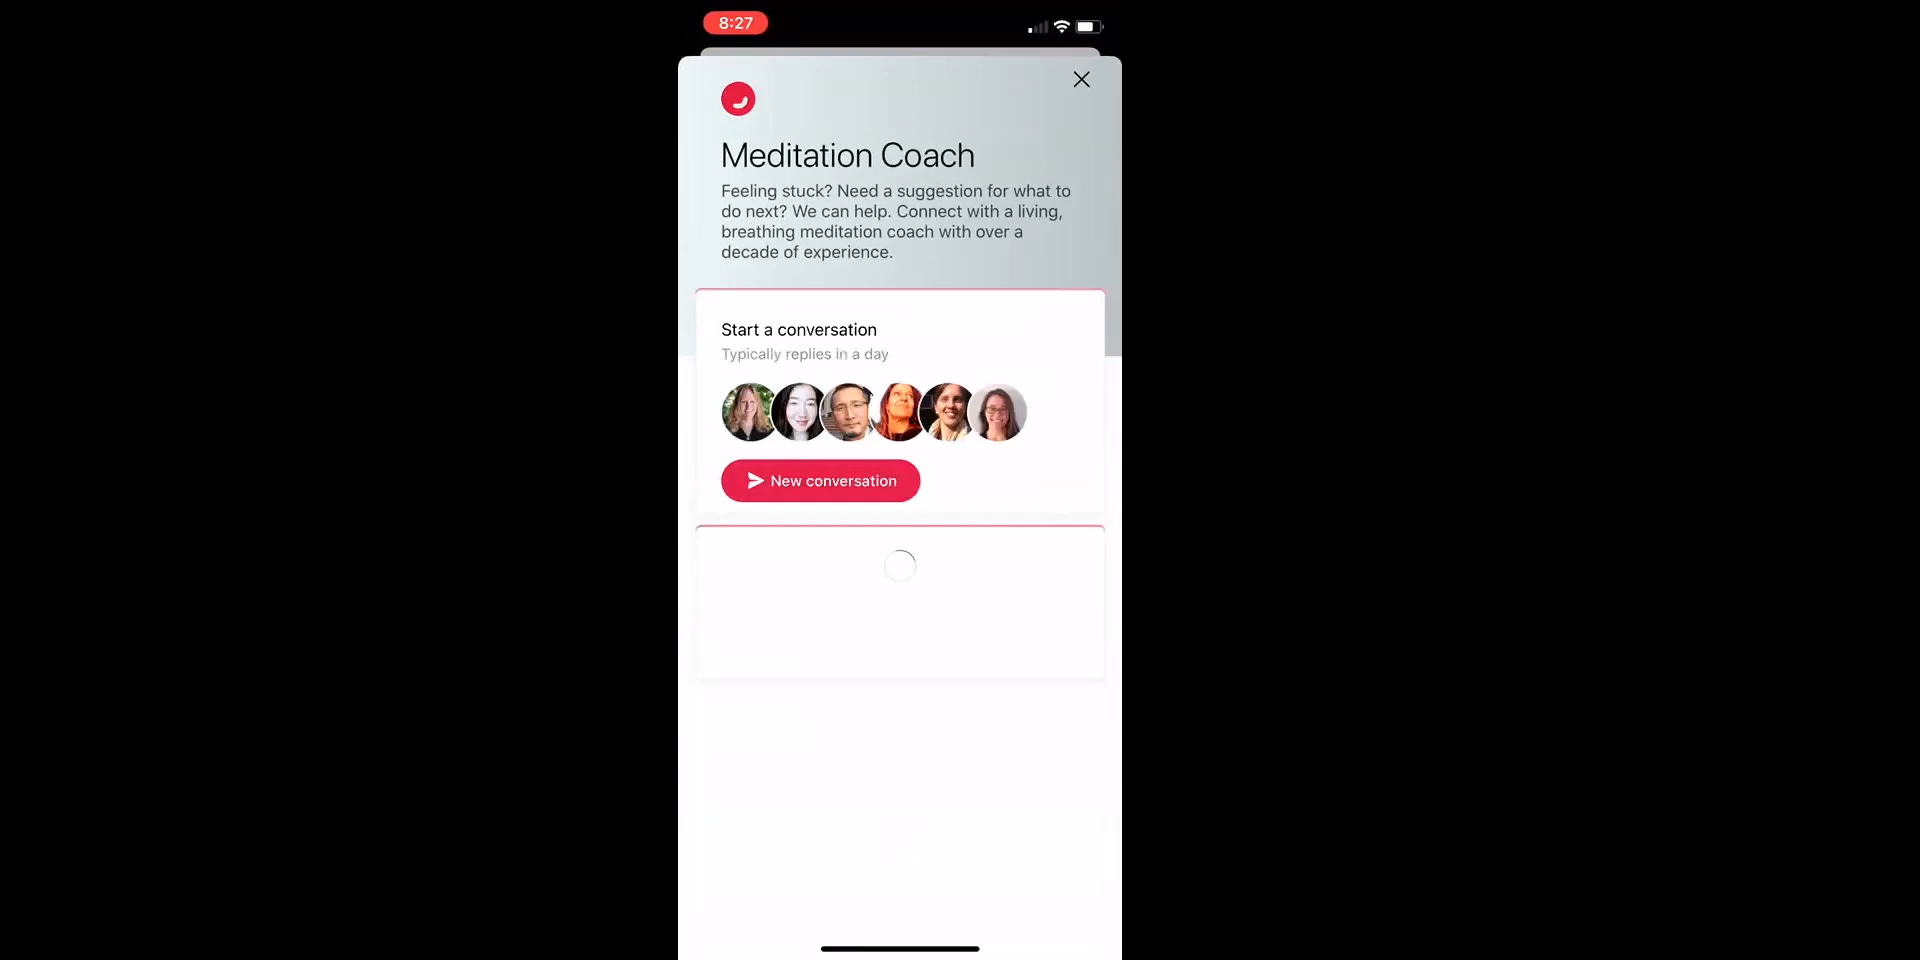 8:27
Meditation Coach
Feeling stuck? Need a suggestion for what to
do next? We can help. Connect with a living,
breathing meditation coach with over a
decade of experience.
Start a conversation
Typically replies in a day
New conversation